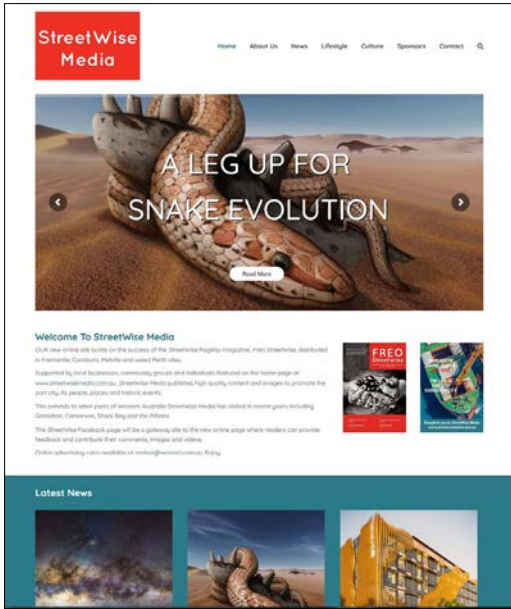 StreetWise
Media
Home About Us News Lifestyle Culture Sponsors Contact
A LEG UP FOR
SNAKE EVOLUTION
Read More
Welcome To StreetWise Media
OUR new online site builds on the success of the Streetwise flagship magazine, Freo StreetWise, distributed
in Fremantle, Cockburn, Melville and select Perth sites.
Supported by local businesses, community groups and individuals featured on the home page at
www.streetwisemedia.com.au, StreetWise Media publishes high quality content and images to promote the
port city, its people, places and historic events.
This extends to other parts of Western Australia StreetWise Media has visited in recent years including
Geraldton, Carnarvon, Shark Bay and the Pilbara.
The StreetWise Facebook page will be a gateway site to the new online page where readers can provide
feedback and contribute their comments, images and videos.
Online advertising rates available at Enjoy
FREO
StreetWise
Latest News